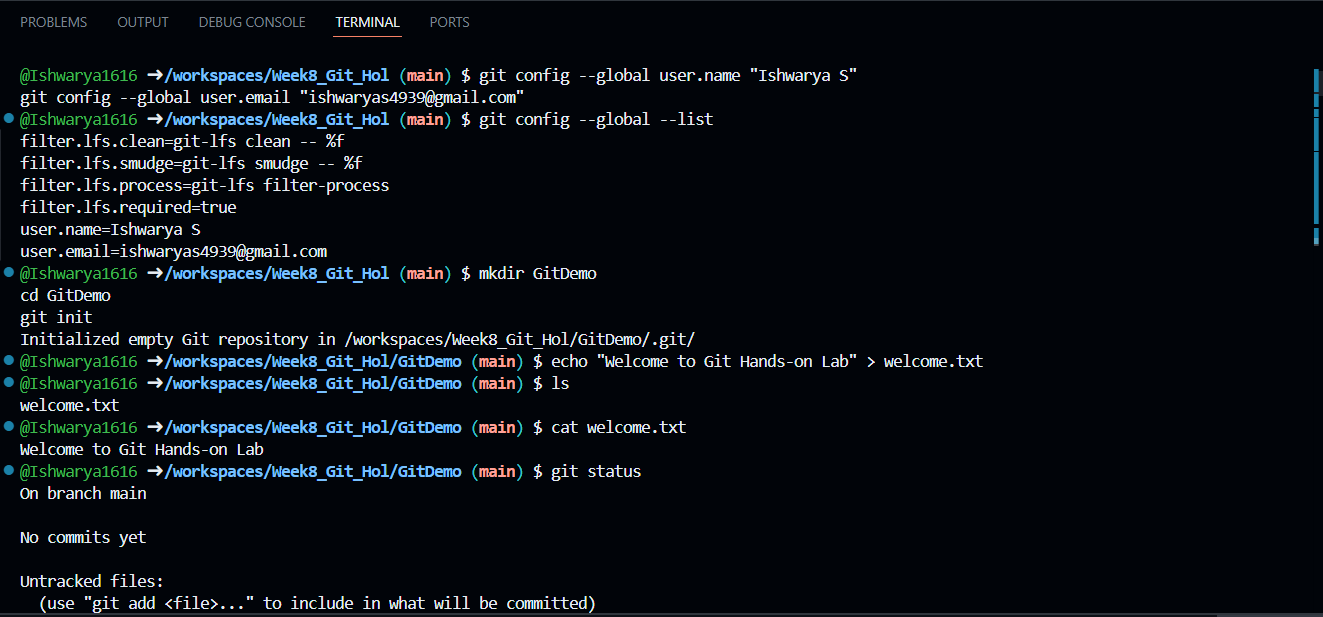 PROBLEMS OUTPUT DEBUG CONSOLE TERMINAL PORTS
@Ishwarya1616 ➜/workspaces/Week8_Git_Hol (main) $ git config --global user.name "Ishwarya S"
git config --global user.email "ishwaryas4939@gmail.com"
@Ishwarya1616 ➜/workspaces/Week8_Git_Hol (main) $ git config --global --list
filter.lfs.clean=git-lfs clean -- %f
filter.lfs.smudge=git-lfs smudge -- %f
filter.lfs.process=git-lfs filter-process
filter.lfs.required=true
user.name=Ishwarya S
user.email=ishwaryas4939@gmail.com
@Ishwarya1616 ➜/workspaces/Week8_Git_Hol (main) $ mkdir GitDemo
cd GitDemo
git init
Initialized empty Git repository in /workspaces/Week8_Git_Hol/GitDemo/.git/
@Ishwarya1616 ➜/workspaces/Week8_Git_Hol/GitDemo (main) $ echo "Welcome to Git Hands-on Lab" > welcome.txt
@Ishwarya1616 ➜/workspaces/Week8_Git_Hol/GitDemo (main) $ ls
welcome.txt
@Ishwarya1616 ➜/workspaces/Week8_Git_Hol/GitDemo (main) $ cat welcome.txt
Welcome to Git Hands-on Lab
@Ishwarya1616 ➜/workspaces/Week8_Git_Hol/GitDemo (main) $ git status
On branch main
No commits yet
Untracked files:
(use "git add <file>..." to include in what will be committed)